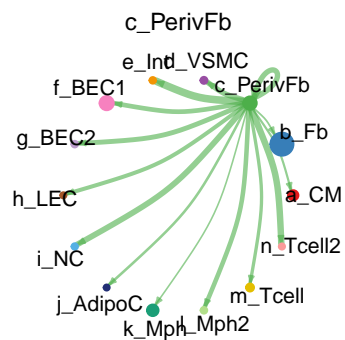 c_PerivFb
e_Int
d_VSMC
c_PerivFb
f_BEC1
b_Fb
g_BEC2
a_CM
h_LEC
n_Tcell2
i_NC
m_Tcell
j_AdipoC
l_Mph2
k_Mph